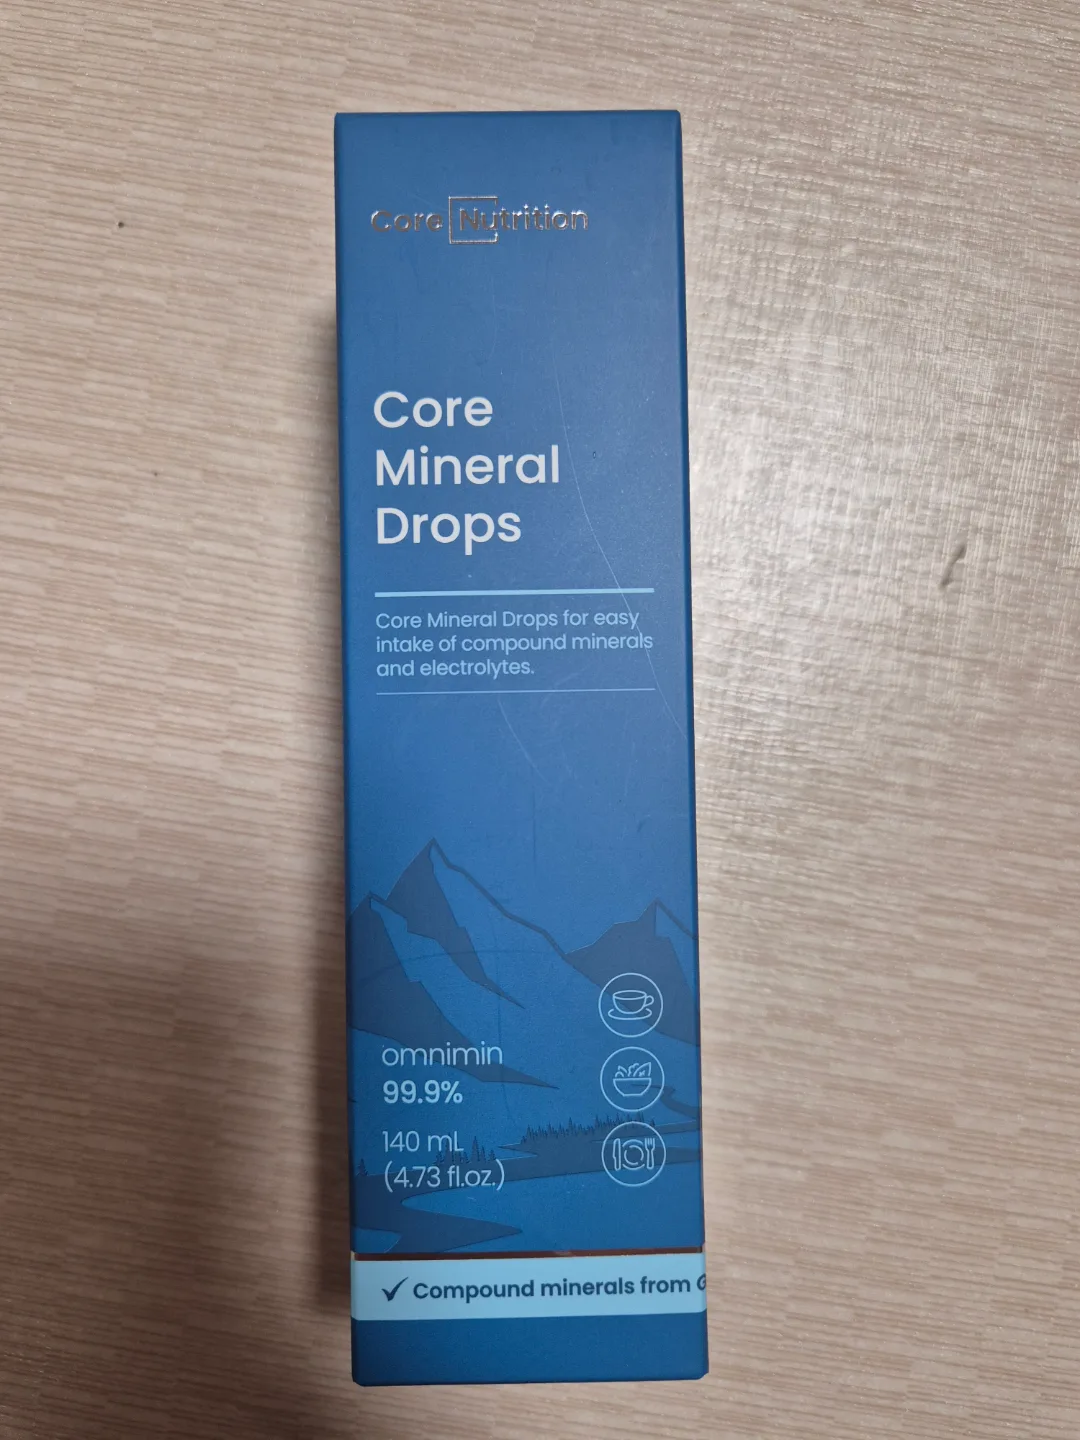 Core Nutrition
Core
Mineral
Drops
Core Mineral Drops for easy
intake of compound minerals
and electrolytes.
omnimin
99.9%
140 mL
(4.73 fl.oz.)
✓ Compound minerals from